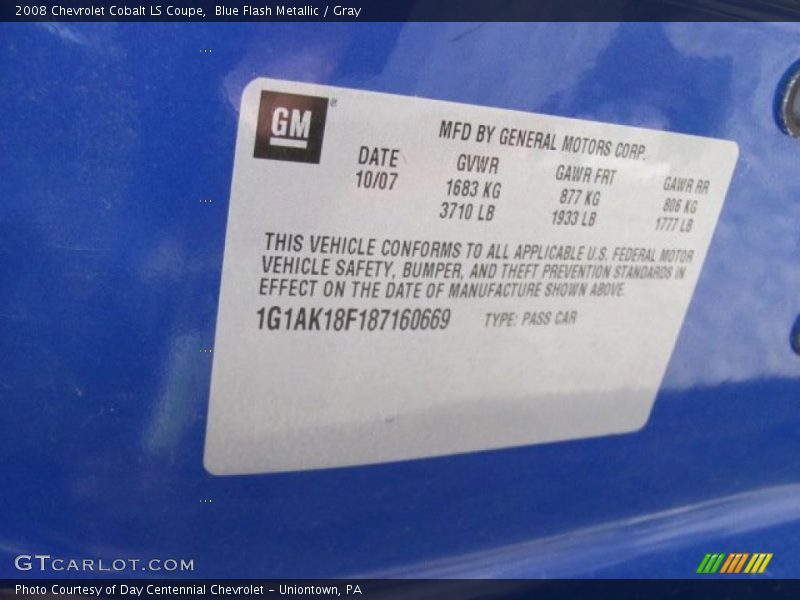 2008 Chevrolet Cobalt LS Coupe,  Blue Flash Metallic / Gray
GM
MFD BY GENERAL MOTORS CORP.
DATE GVWR GAWR FRT GAWR RR
10/07 1683 KG 877 KG 806 KG
3710 LB 1933 LB 1777 LB
THIS VEHICLE CONFORMS TO ALL APPLICABLE U.S. FEDERAL MOTOR
VEHICLE SAFETY, BUMPER, AND THEFT PREVENTION STANDARDS IN
EFFECT ON THE DATE OF MANUFACTURE SHOWN ABOVE.
1G1AK18F187160669 TYPE: PASS CAR
GTCARLOT.COM
Photo Courtesy of Day Centennial Chevrolet - Uniontown, PA